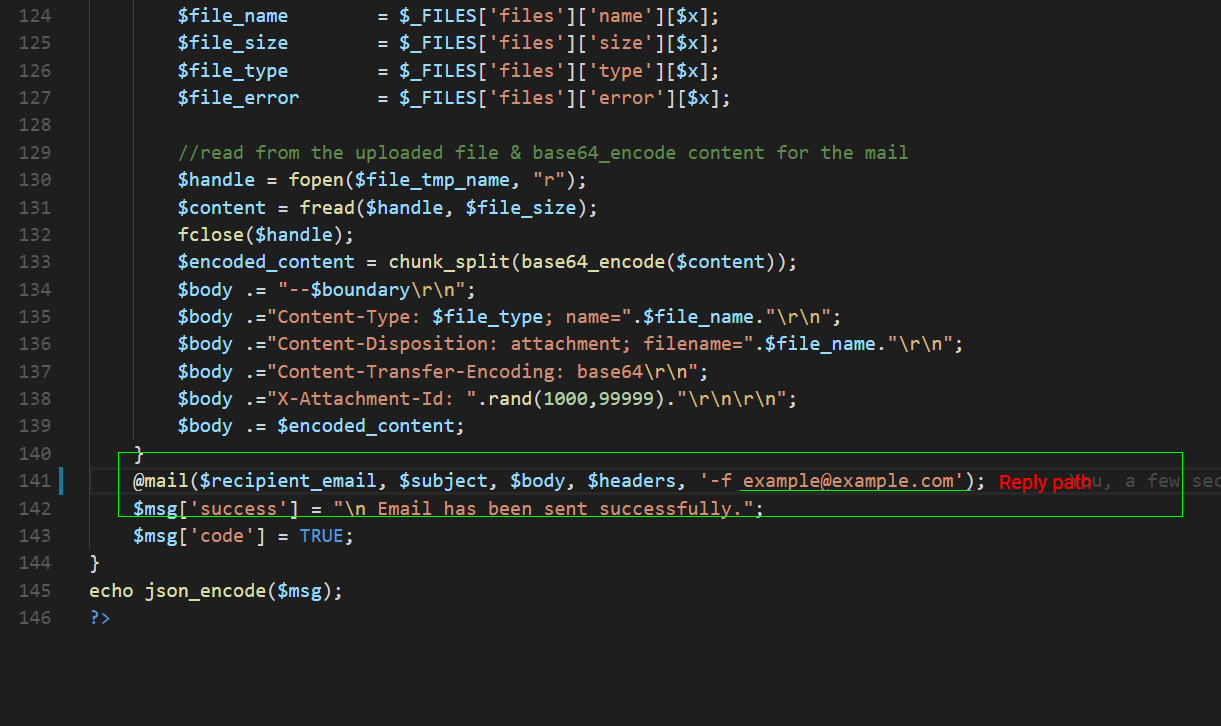 124 $file_name = $_FILES['files']['name'][$x];
125 $file_size = $_FILES['files']['size'][$x];
126 $file_type = $_FILES['files']['type'][$x];
127 $file_error = $_FILES['files']['error'][$x];
128
129 //read from the uploaded file & base64_encode content for the mail
130 $handle = fopen($file_tmp_name, "r");
131 $content = fread($handle, $file_size);
132 fclose($handle);
133 $encoded_content = chunk_split(base64_encode($content));
134 $body .= "--$boundary\r\n";
135 $body .="Content-Type: $file_type; name=".$file_name."\r\n";
136 $body .="Content-Disposition: attachment; filename=".$file_name."\r\n";
137 $body .="Content-Transfer-Encoding: base64\r\n";
138 $body .="X-Attachment-Id: ".rand(1000,99999)."\r\n\r\n";
139 $body .= $encoded_content;
140 }
141 @mail($recipient_email, $subject, $body, $headers, '-f example@example.com'); Reply path You, a few sec
142 $msg['success'] = "\n Email has been sent successfully.";
143 $msg['code'] = TRUE;
144 }
145 echo json_encode($msg);
146 ?>